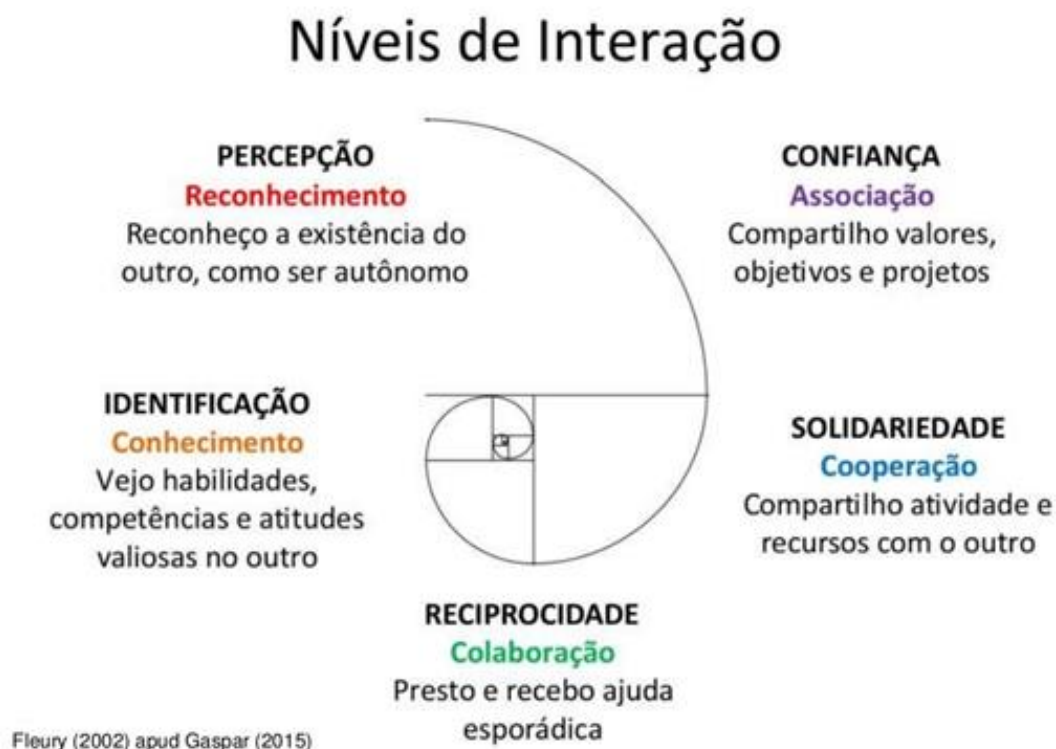 Níveis de Interação
PERCEPÇÃO
Reconhecimento
Reconheço a existência do
outro, como ser autônomo
IDENTIFICAÇÃO
Conhecimento
Vejo habilidades,
competências e atitudes
valiosas no outro
RECIPROCIDADE
Colaboração
Presto e recebo ajuda
esporádica
SOLIDARIEDADE
Cooperação
Compartilho atividade e
recursos com o outro
CONFIANÇA
Associação
Compartilho valores,
objetivos e projetos
Fleury (2002) apud Gaspar (2015)